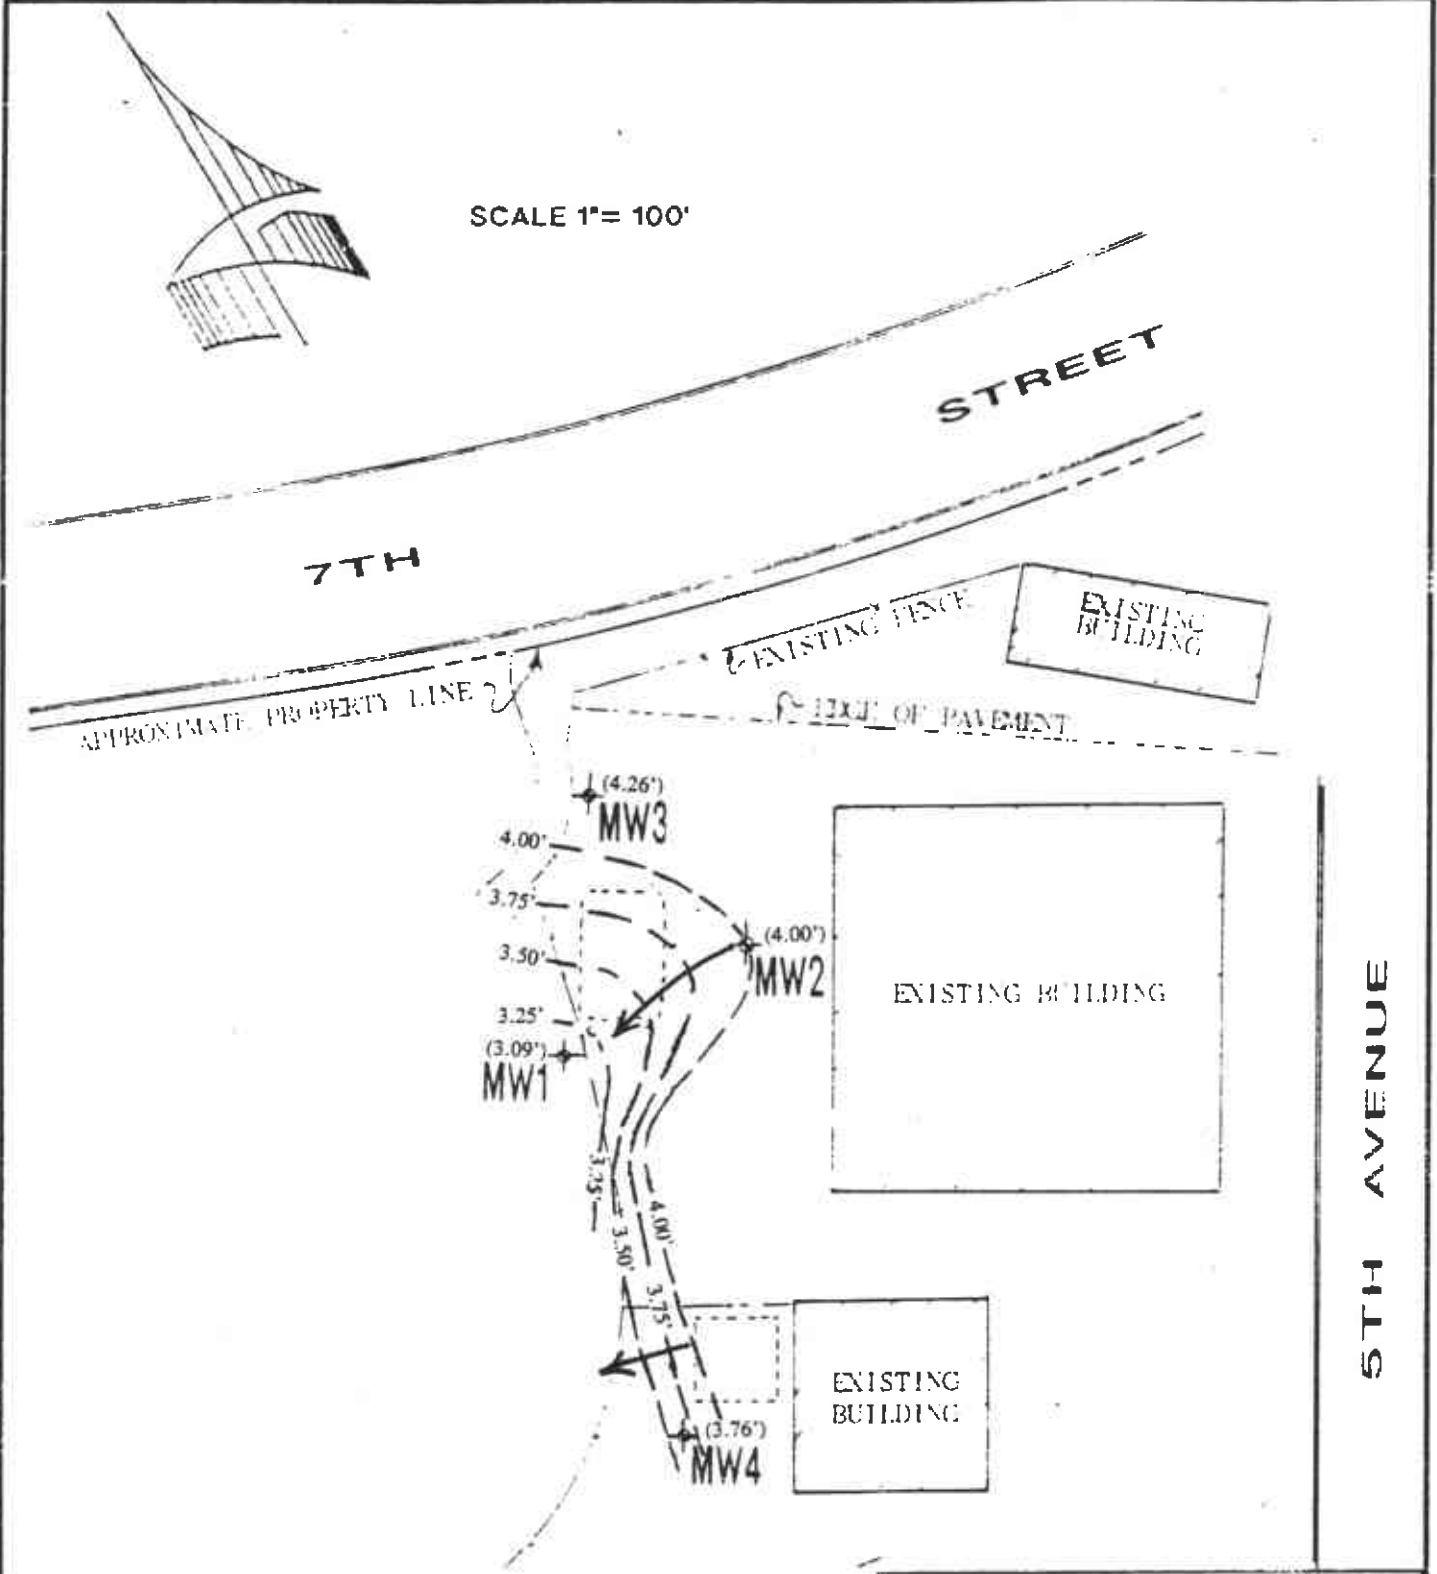 SCALE 1"= 100'
STREET
7TH
EXISTING
BUILDING
EXISTING FENCE
APPROXIMATE PROPERTY LINE
EDGE OF PAVEMENT
(4.26')
MW3
4.00'
3.75'
(4.00')
MW2
3.50'
EXISTING BUILDING
3.25'
(3.09')
MW1
5TH AVENUE
4.00'
3.50'
3.75'
EXISTING
BUILDING
(3.76')
MW4